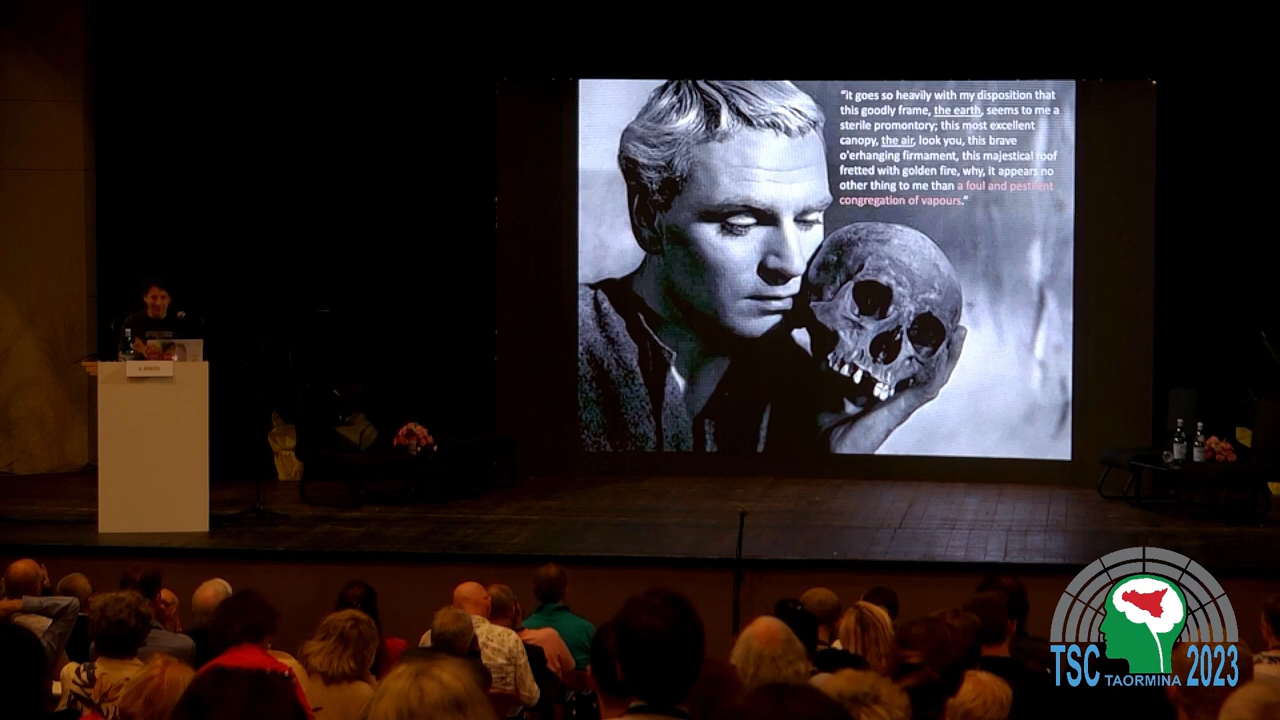 "it goes so heavily with my disposition that
this goodly frame, the earth, seems to me a
sterile promontory; this most excellent
canopy, the air, look you, this brave
o'erhanging firmament, this majestical roof
fretted with golden fire, why, it appears no
other thing to me than a foul and pestilent
congregation of vapours."
TSC TAORMINA 2023